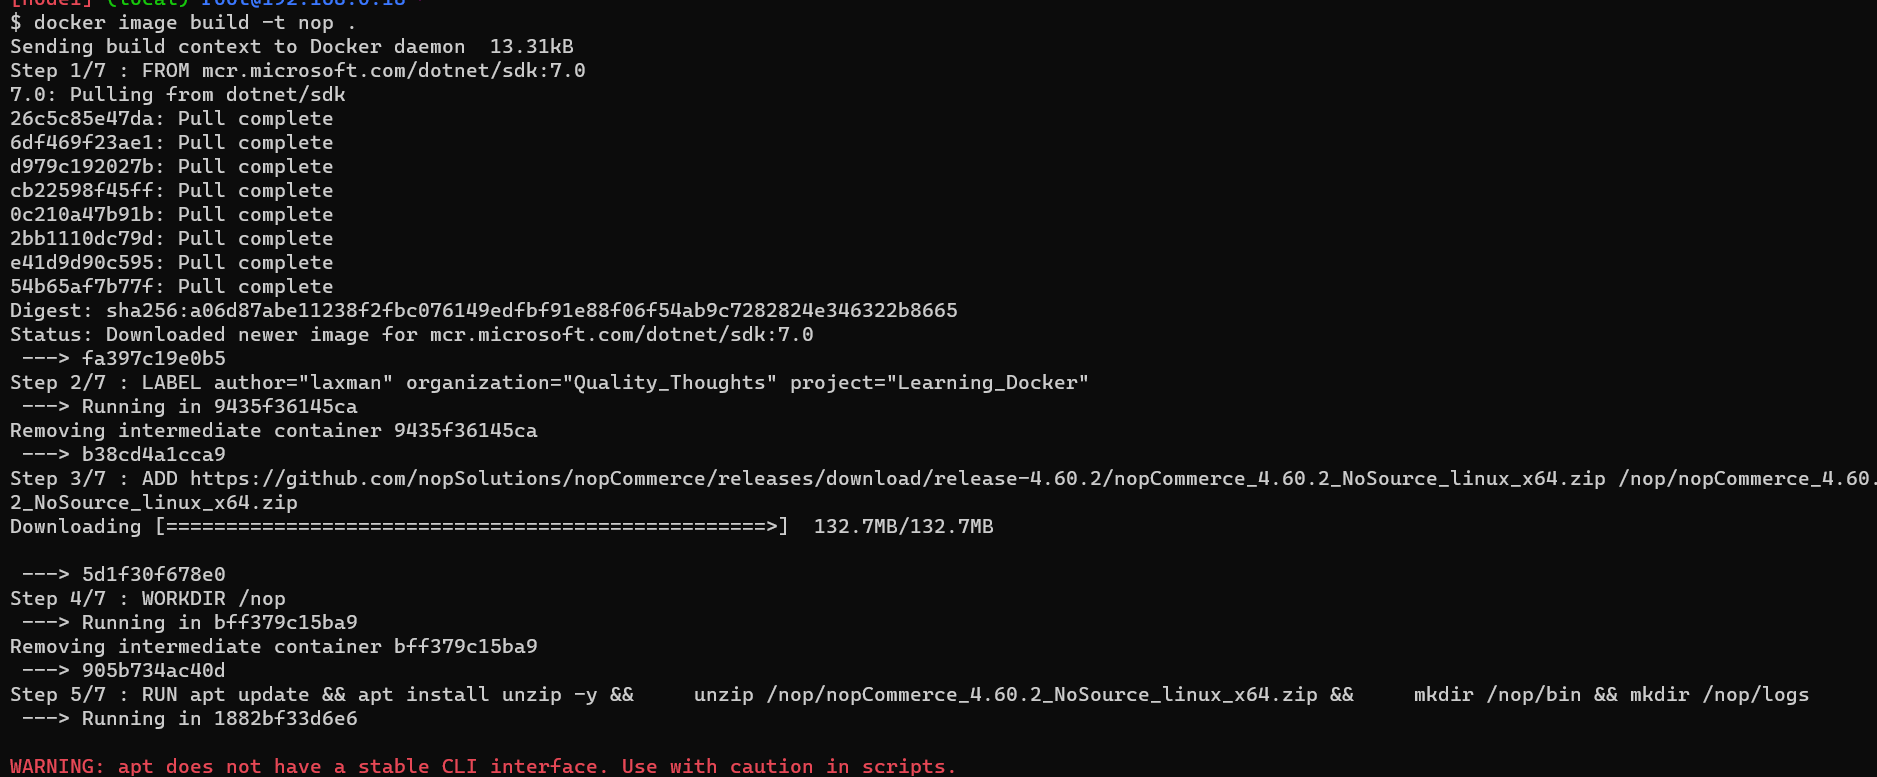 [node1] (local) root@192.168.0.18 ~
$ docker image build -t nop .
Sending build context to Docker daemon  13.31kB
Step 1/7 : FROM mcr.microsoft.com/dotnet/sdk:7.0
7.0: Pulling from dotnet/sdk
26c5c85e47da: Pull complete
6df469f23ae1: Pull complete
d979c192027b: Pull complete
cb22598f45ff: Pull complete
0c210a47b91b: Pull complete
2bb1110dc79d: Pull complete
e41d9d90c595: Pull complete
54b65af7b77f: Pull complete
Digest: sha256:a06d87abe11238f2fbc076149edfbf91e88f06f54ab9c7282824e346322b8665
Status: Downloaded newer image for mcr.microsoft.com/dotnet/sdk:7.0
 ---> fa397c19e0b5
Step 2/7 : LABEL author="laxman" organization="Quality_Thoughts" project="Learning_Docker"
 ---> Running in 9435f36145ca
Removing intermediate container 9435f36145ca
 ---> b38cd4a1cca9
Step 3/7 : ADD https://github.com/nopSolutions/nopCommerce/releases/download/release-4.60.2/nopCommerce_4.60.2_NoSource_linux_x64.zip /nop/nopCommerce_4.60.
2_NoSource_linux_x64.zip
Downloading [==================================================>]  132.7MB/132.7MB
 ---> 5d1f30f678e0
Step 4/7 : WORKDIR /nop
 ---> Running in bff379c15ba9
Removing intermediate container bff379c15ba9
 ---> 905b734ac40d
Step 5/7 : RUN apt update && apt install unzip -y &&     unzip /nop/nopCommerce_4.60.2_NoSource_linux_x64.zip &&     mkdir /nop/bin && mkdir /nop/logs
 ---> Running in 1882bf33d6e6
WARNING: apt does not have a stable CLI interface. Use with caution in scripts.